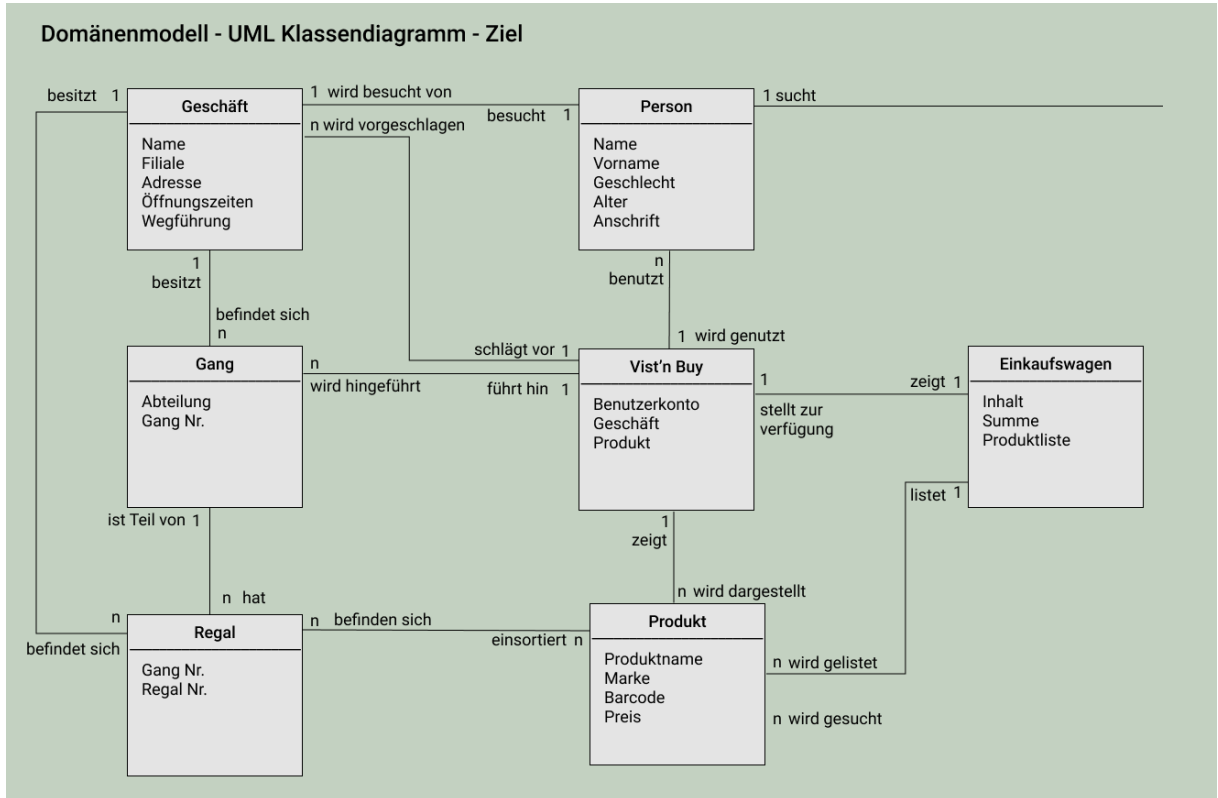 Domänenmodell - UML Klassendiagramm - Ziel
besitzt 1
Geschäft
Name
Filiale
Adresse
Öffnungszeiten
Wegführung
1 wird besucht von
n wird vorgeschlagen
besucht 1
Person
Name
Vorname
Geschlecht
Alter
Anschrift
1 sucht
1
besitzt
befindet sich
n
n
benutzt
1 wird genutzt
Gang
Abteilung
Gang Nr.
n
wird hingeführt
schlägt vor 1
führt hin 1
Vist’n Buy
Benutzerkonto
Geschäft
Produkt
1
stellt zur
verfügung
zeigt 1
Einkaufswagen
Inhalt
Summe
Produktliste
listet 1
ist Teil von 1
n hat
1
zeigt
n wird dargestellt
n
befindet sich
Regal
Gang Nr.
Regal Nr.
n befinden sich
einsortiert n
Produkt
Produktname
Marke
Barcode
Preis
n wird gelistet
n wird gesucht